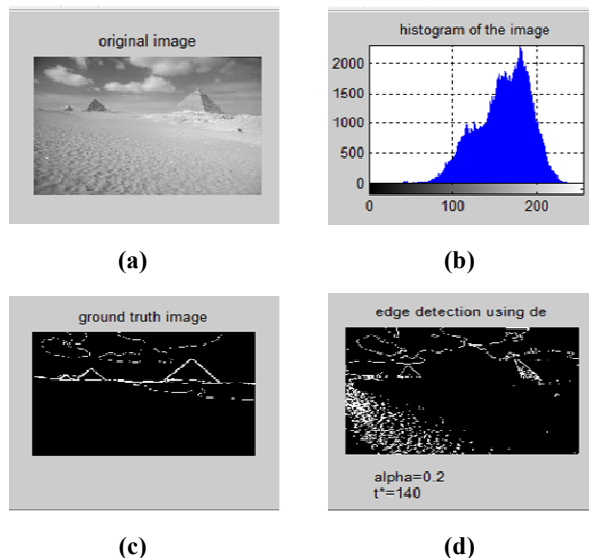 original image
(a)
histogram of the image
2000
1500
1000
500
0
0 100 200
(b)
ground truth image
(c)
edge detection using de
alpha=0.2
t*=140
(d)